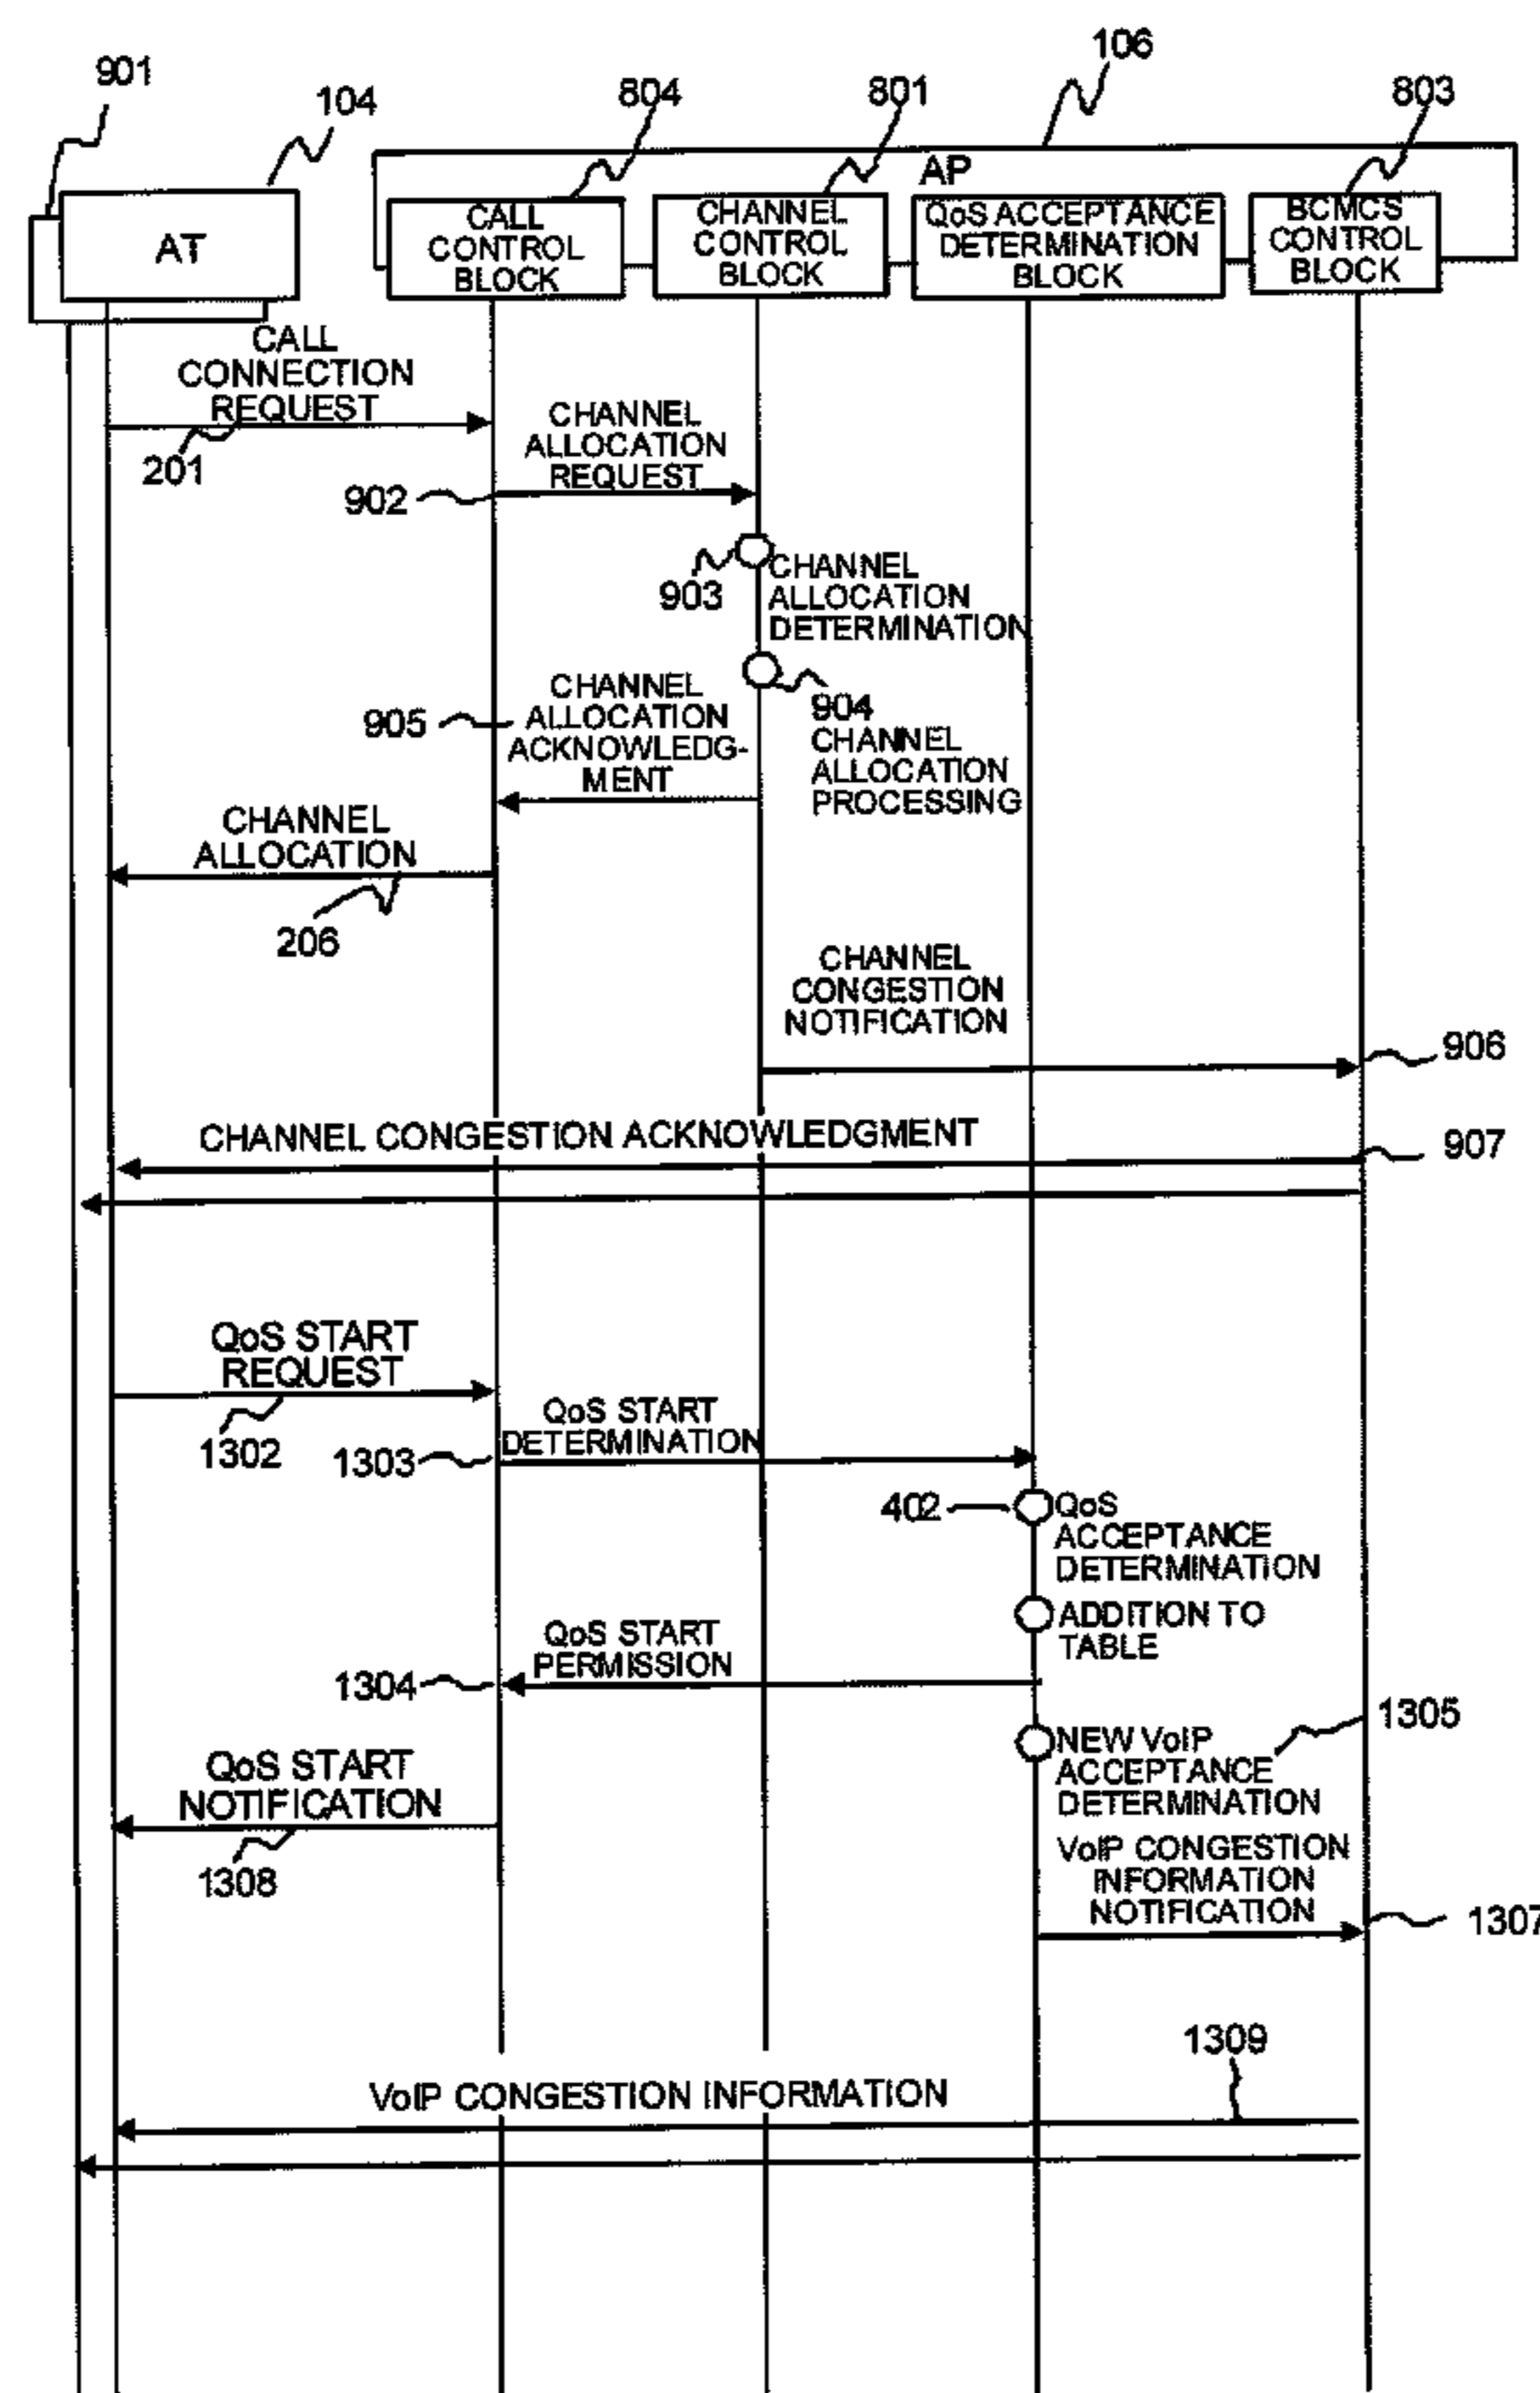 106
901
104
804
801
803
AP
AT
CALL
CONTROL
BLOCK
CHANNEL
CONTROL
BLOCK
QoS ACCEPTANCE
DETERMINATION
BLOCK
BCMCS
CONTROL
BLOCK
CALL
CONNECTION
REQUEST
201
CHANNEL
ALLOCATION
REQUEST
902
903
CHANNEL
ALLOCATION
DETERMINATION
904
CHANNEL
ALLOCATION
PROCESSING
905
CHANNEL
ALLOCATION
ACKNOWLEDG-
MENT
CHANNEL
ALLOCATION
206
CHANNEL
CONGESTION
NOTIFICATION
906
CHANNEL CONGESTION ACKNOWLEDGMENT
907
QoS START
REQUEST
1302
QoS START
DETERMINATION
1303
402
QoS
ACCEPTANCE
DETERMINATION
ADDITION TO
TABLE
QoS START
PERMISSION
1304
1305
NEW VoIP
ACCEPTANCE
DETERMINATION
QoS START
NOTIFICATION
1308
VoIP CONGESTION
INFORMATION
NOTIFICATION
1307
1309
VoIP CONGESTION INFORMATION